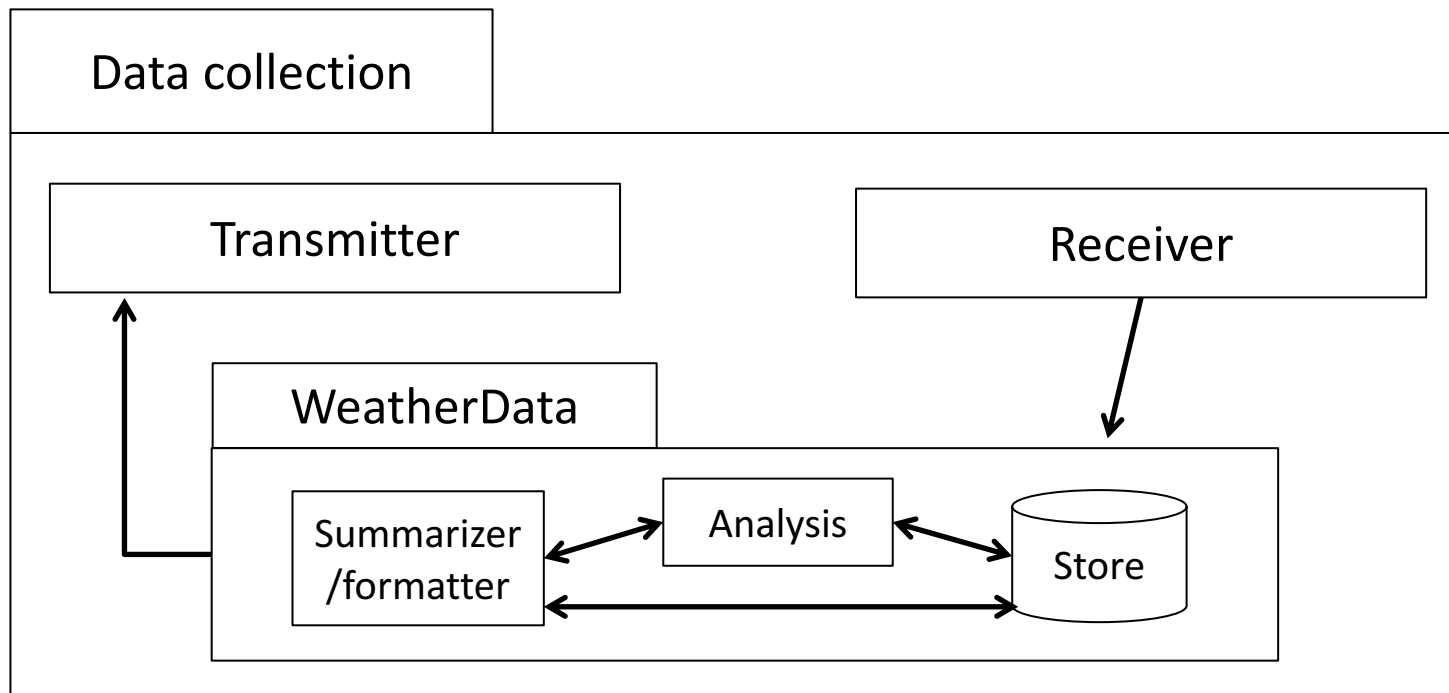 Data collection
Transmitter
Receiver
WeatherData
Summarizer
/formatter
Analysis
Store